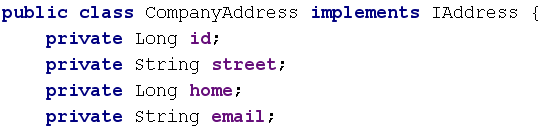 public class CompanyAddress implements IAddress {
    private Long id;
    private String street;
    private Long home;
    private String email;